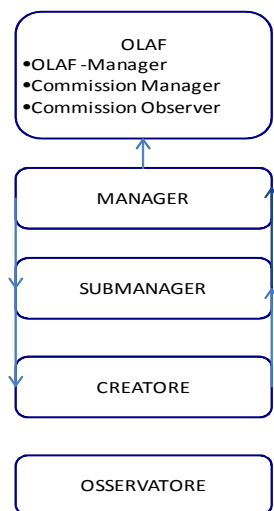 OLAF
•OLAF -Manager
•Commission Manager
•Commission Observer
MANAGER
SUBMANAGER
CREATORE
OSSERVATORE